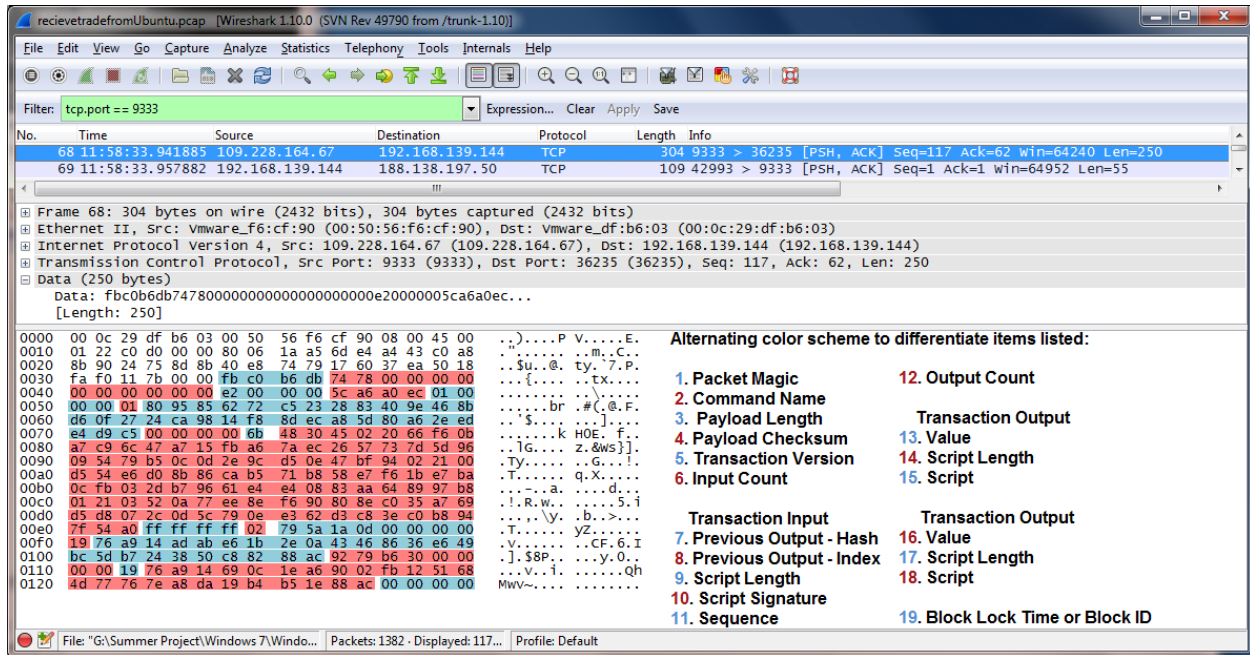 recievetradefromUbuntu.pcap [Wireshark 1.10.0 (SVN Rev 49790 from /trunk-1.10)]
File Edit View Go Capture Analyze Statistics Telephony Tools Internals Help
Filter: tcp.port == 9333 Expression... Clear Apply Save
No. Time Source Destination Protocol Length Info
68 11:58:33.941885 109.228.164.67 192.168.139.144 TCP 304 9333 > 36235 [PSH, ACK] Seq=117 Ack=62 Win=64240 Len=250
69 11:58:33.957882 192.168.139.144 188.138.197.50 TCP 109 42993 > 9333 [PSH, ACK] Seq=1 Ack=1 Win=64952 Len=55
Frame 68: 304 bytes on wire (2432 bits), 304 bytes captured (2432 bits)
Ethernet II, Src: Vmware_f6:cf:90 (00:50:56:f6:cf:90), Dst: Vmware_df:b6:03 (00:0c:29:df:b6:03)
Internet Protocol Version 4, Src: 109.228.164.67 (109.228.164.67), Dst: 192.168.139.144 (192.168.139.144)
Transmission Control Protocol, Src Port: 9333 (9333), Dst Port: 36235 (36235), Seq: 117, Ack: 62, Len: 250
Data (250 bytes)
Data: fbc0b6db747800000000000000000000e20000005ca6a0ec...
[Length: 250]
0000 00 0c 29 df b6 03 00 50 56 f6 cf 90 08 00 45 00 ..)....P V.....E.
0010 01 22 c0 d0 00 00 80 06 1a a5 6d e4 a4 43 c0 a8 ."...... ..m..C..
0020 8b 90 24 75 8d 8b 40 e8 74 79 17 60 37 ea 50 18 ..$u..@. ty.`7.P.
0030 fa f0 11 7b 00 00 fb c0 b6 db 74 78 00 00 00 00 ...{.... ..tx....
0040 00 00 00 00 00 00 e2 00 00 00 5c a6 a0 ec 01 00 ........ ..\.....
0050 00 00 01 80 95 85 62 72 c5 23 28 83 40 9e 46 8b ......br .#(.@.F.
0060 d6 0f 27 24 ca 98 14 f8 8d ec a8 5d 80 a6 2e ed ..'$.... ...]....
0070 e4 d9 c5 00 00 00 00 6b 48 30 45 02 20 66 f6 0b .......k H0E. f..
0080 a7 c9 6c 47 a7 15 fb a6 7a ec 26 57 73 7d 5d 96 ..lG.... z.&Ws}].
0090 09 54 79 b5 0c 0d 2e 9c d5 0e 47 bf 94 02 21 00 .Ty..... ..G...!.
00a0 d5 54 e6 d0 8b 86 ca b5 71 b8 58 e7 f6 1b e7 ba .T...... q.X.....
00b0 0c fb 03 2d b7 96 61 e4 e4 08 83 aa 64 89 97 b8 ...-..a. ....d...
00c0 01 21 03 52 0a 77 ee 8e f6 90 80 8e c0 35 a7 69 .!.R.w.. .....5.i
00d0 d5 d8 07 2c 0d 5c 79 0e e3 62 d3 c8 3e c0 b8 94 ...,.\y. .b..>...
00e0 7f 54 a0 ff ff ff ff 02 79 5a 1a 0d 00 00 00 00 .T...... yZ......
00f0 19 76 a9 14 ad ab e6 1b 2e 0a 43 46 86 36 e6 49 .v...... ..CF.6.I
0100 bc 5d b7 24 38 50 c8 82 88 ac 92 79 b6 30 00 00 .].$8P.. ...y.0..
0110 00 00 19 76 a9 14 69 0c 1e a6 90 02 fb 12 51 68 ...v..i. ......Qh
0120 4d 77 76 7e a8 da 19 b4 b5 1e 88 ac 00 00 00 00 Mwv~.... ........
Alternating color scheme to differentiate items listed:
1. Packet Magic
2. Command Name
3. Payload Length
4. Payload Checksum
5. Transaction Version
6. Input Count
Transaction Input
7. Previous Output - Hash
8. Previous Output - Index
9. Script Length
10. Script Signature
11. Sequence
12. Output Count
Transaction Output
13. Value
14. Script Length
15. Script
Transaction Output
16. Value
17. Script Length
18. Script
19. Block Lock Time or Block ID
File: "G:\Summer Project\Windows 7\Windo... Packets: 1382 · Displayed: 117... Profile: Default